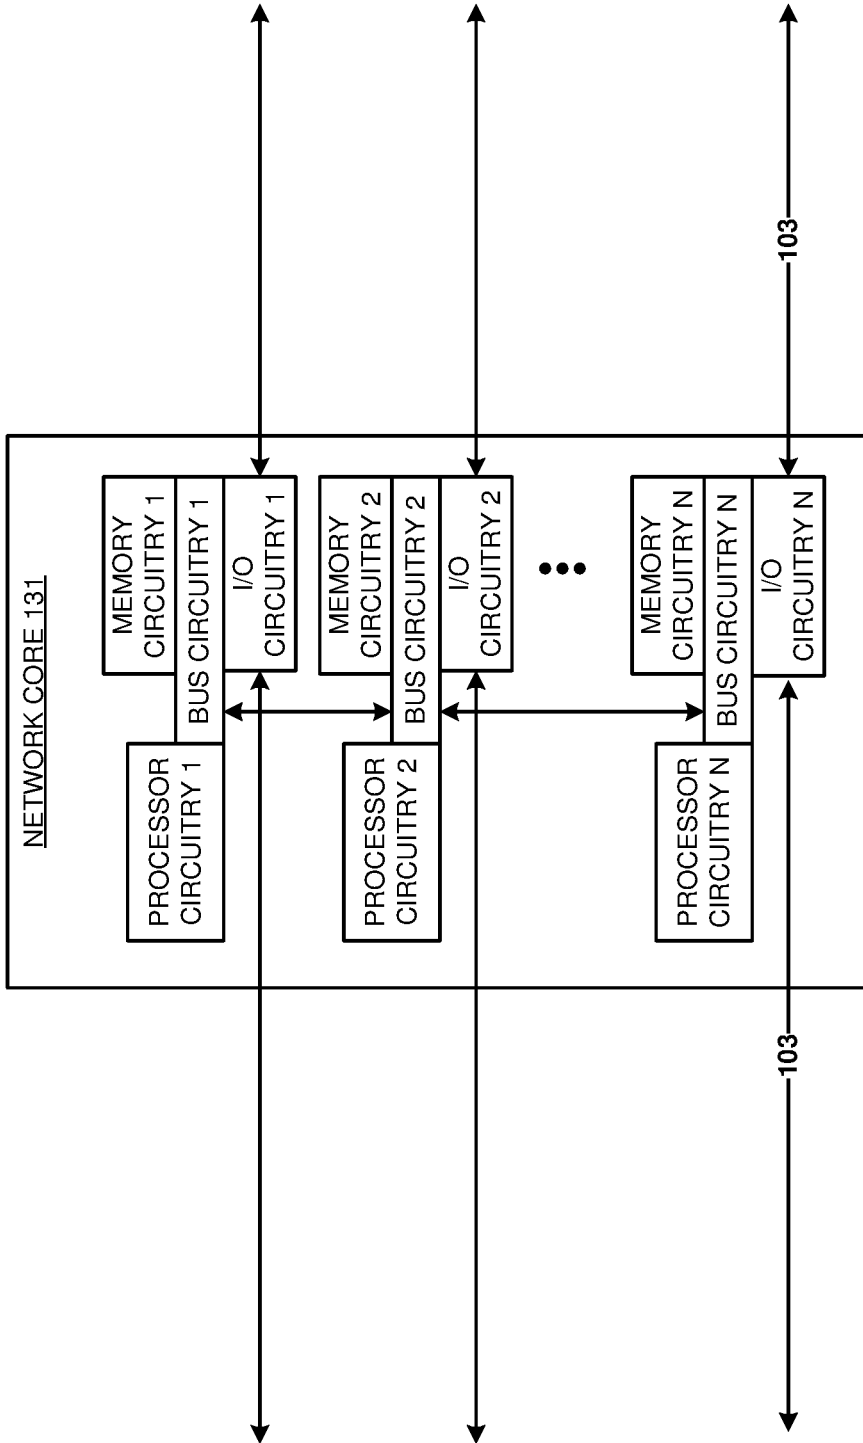 NETWORK CORE 131
PROCESSOR
CIRCUITRY 1
MEMORY
CIRCUITRY 1
BUS CIRCUITRY 1
I/O
CIRCUITRY 1
PROCESSOR
CIRCUITRY 2
MEMORY
CIRCUITRY 2
BUS CIRCUITRY 2
I/O
CIRCUITRY 2
PROCESSOR
CIRCUITRY N
MEMORY
CIRCUITRY N
BUS CIRCUITRY N
I/O
CIRCUITRY N
103
103